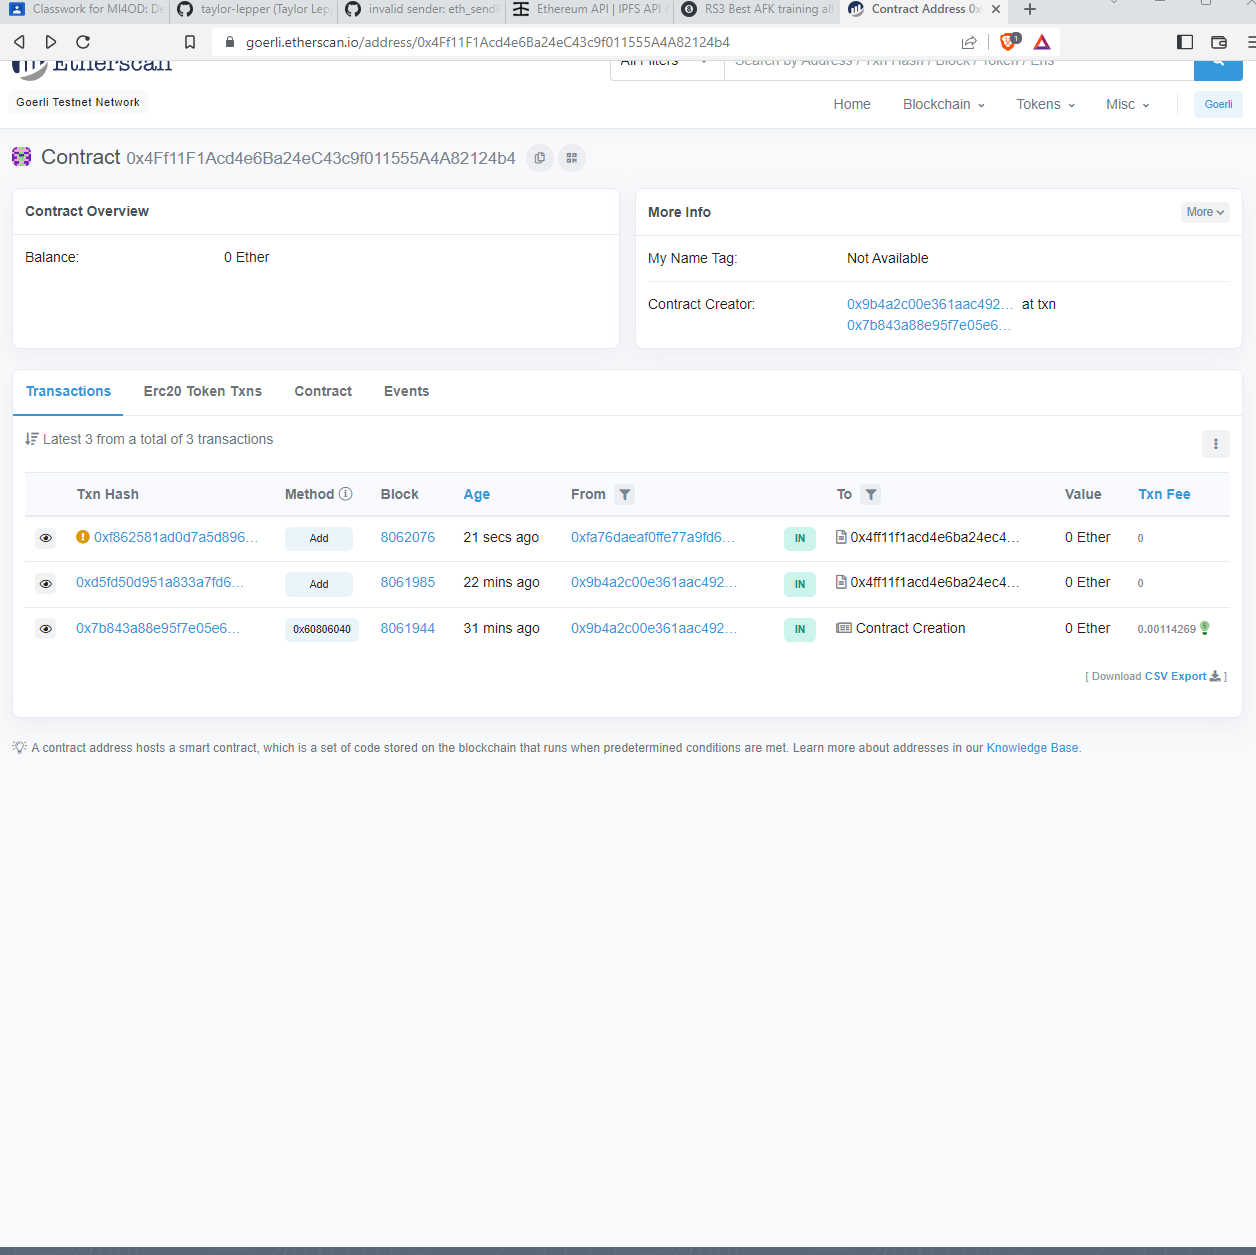 Classwork for MI4OD: De
taylor-lepper (Taylor Lepp
invalid sender: eth_sendR
Ethereum API | IPFS API &
RS3 Best AFK training all
Contract Address 0x
goerli.etherscan.io/address/0x4Ff11F1Acd4e6Ba24eC43c9f011555A4A82124b4
1
Etherscan
All Filters
Search by Address / Txn Hash / Block / Token / Ens
Goerli Testnet Network
Home
Blockchain
Tokens
Misc
Goerli
Contract 0x4Ff11F1Acd4e6Ba24eC43c9f011555A4A82124b4
Contract Overview
Balance:
0 Ether
More Info
More
My Name Tag:
Not Available
Contract Creator:
0x9b4a2c00e361aac492... at txn
0x7b843a88e95f7e05e6...
Transactions
Erc20 Token Txns
Contract
Events
Latest 3 from a total of 3 transactions
Txn Hash Method Block Age From To Value Txn Fee
0xf862581ad0d7a5d896... Add 8062076 21 secs ago 0xfa76daeaf0ffe77a9fd6... IN 0x4ff11f1acd4e6ba24ec4... 0 Ether 0
0xd5fd50d951a833a7fd6... Add 8061985 22 mins ago 0x9b4a2c00e361aac492... IN 0x4ff11f1acd4e6ba24ec4... 0 Ether 0
0x7b843a88e95f7e05e6... 0x60806040 8061944 31 mins ago 0x9b4a2c00e361aac492... IN Contract Creation 0 Ether 0.00114269
[ Download CSV Export ]
A contract address hosts a smart contract, which is a set of code stored on the blockchain that runs when predetermined conditions are met. Learn more about addresses in our Knowledge Base.